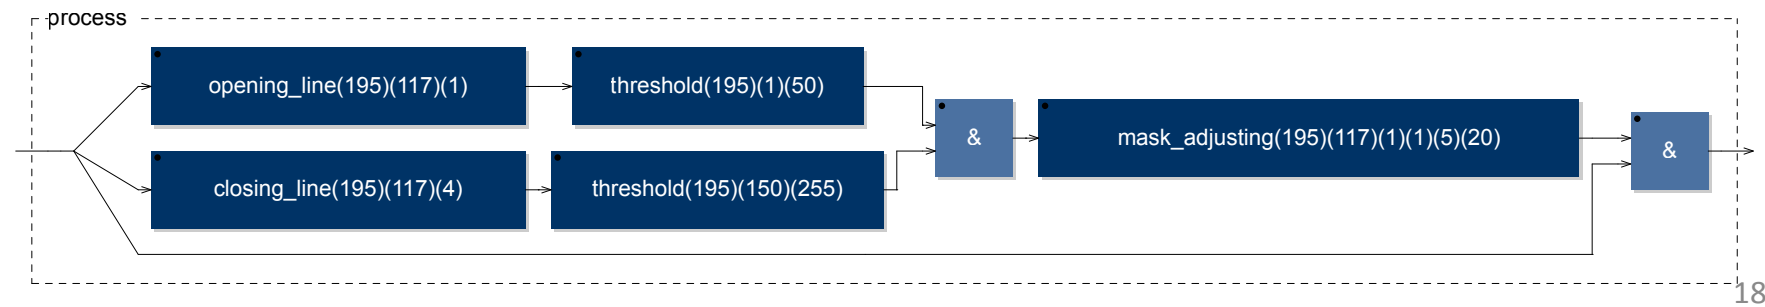 process
opening_line(195)(117)(1)
threshold(195)(1)(50)
&
mask_adjusting(195)(117)(1)(1)(5)(20)
&
closing_line(195)(117)(4)
threshold(195)(150)(255)
18